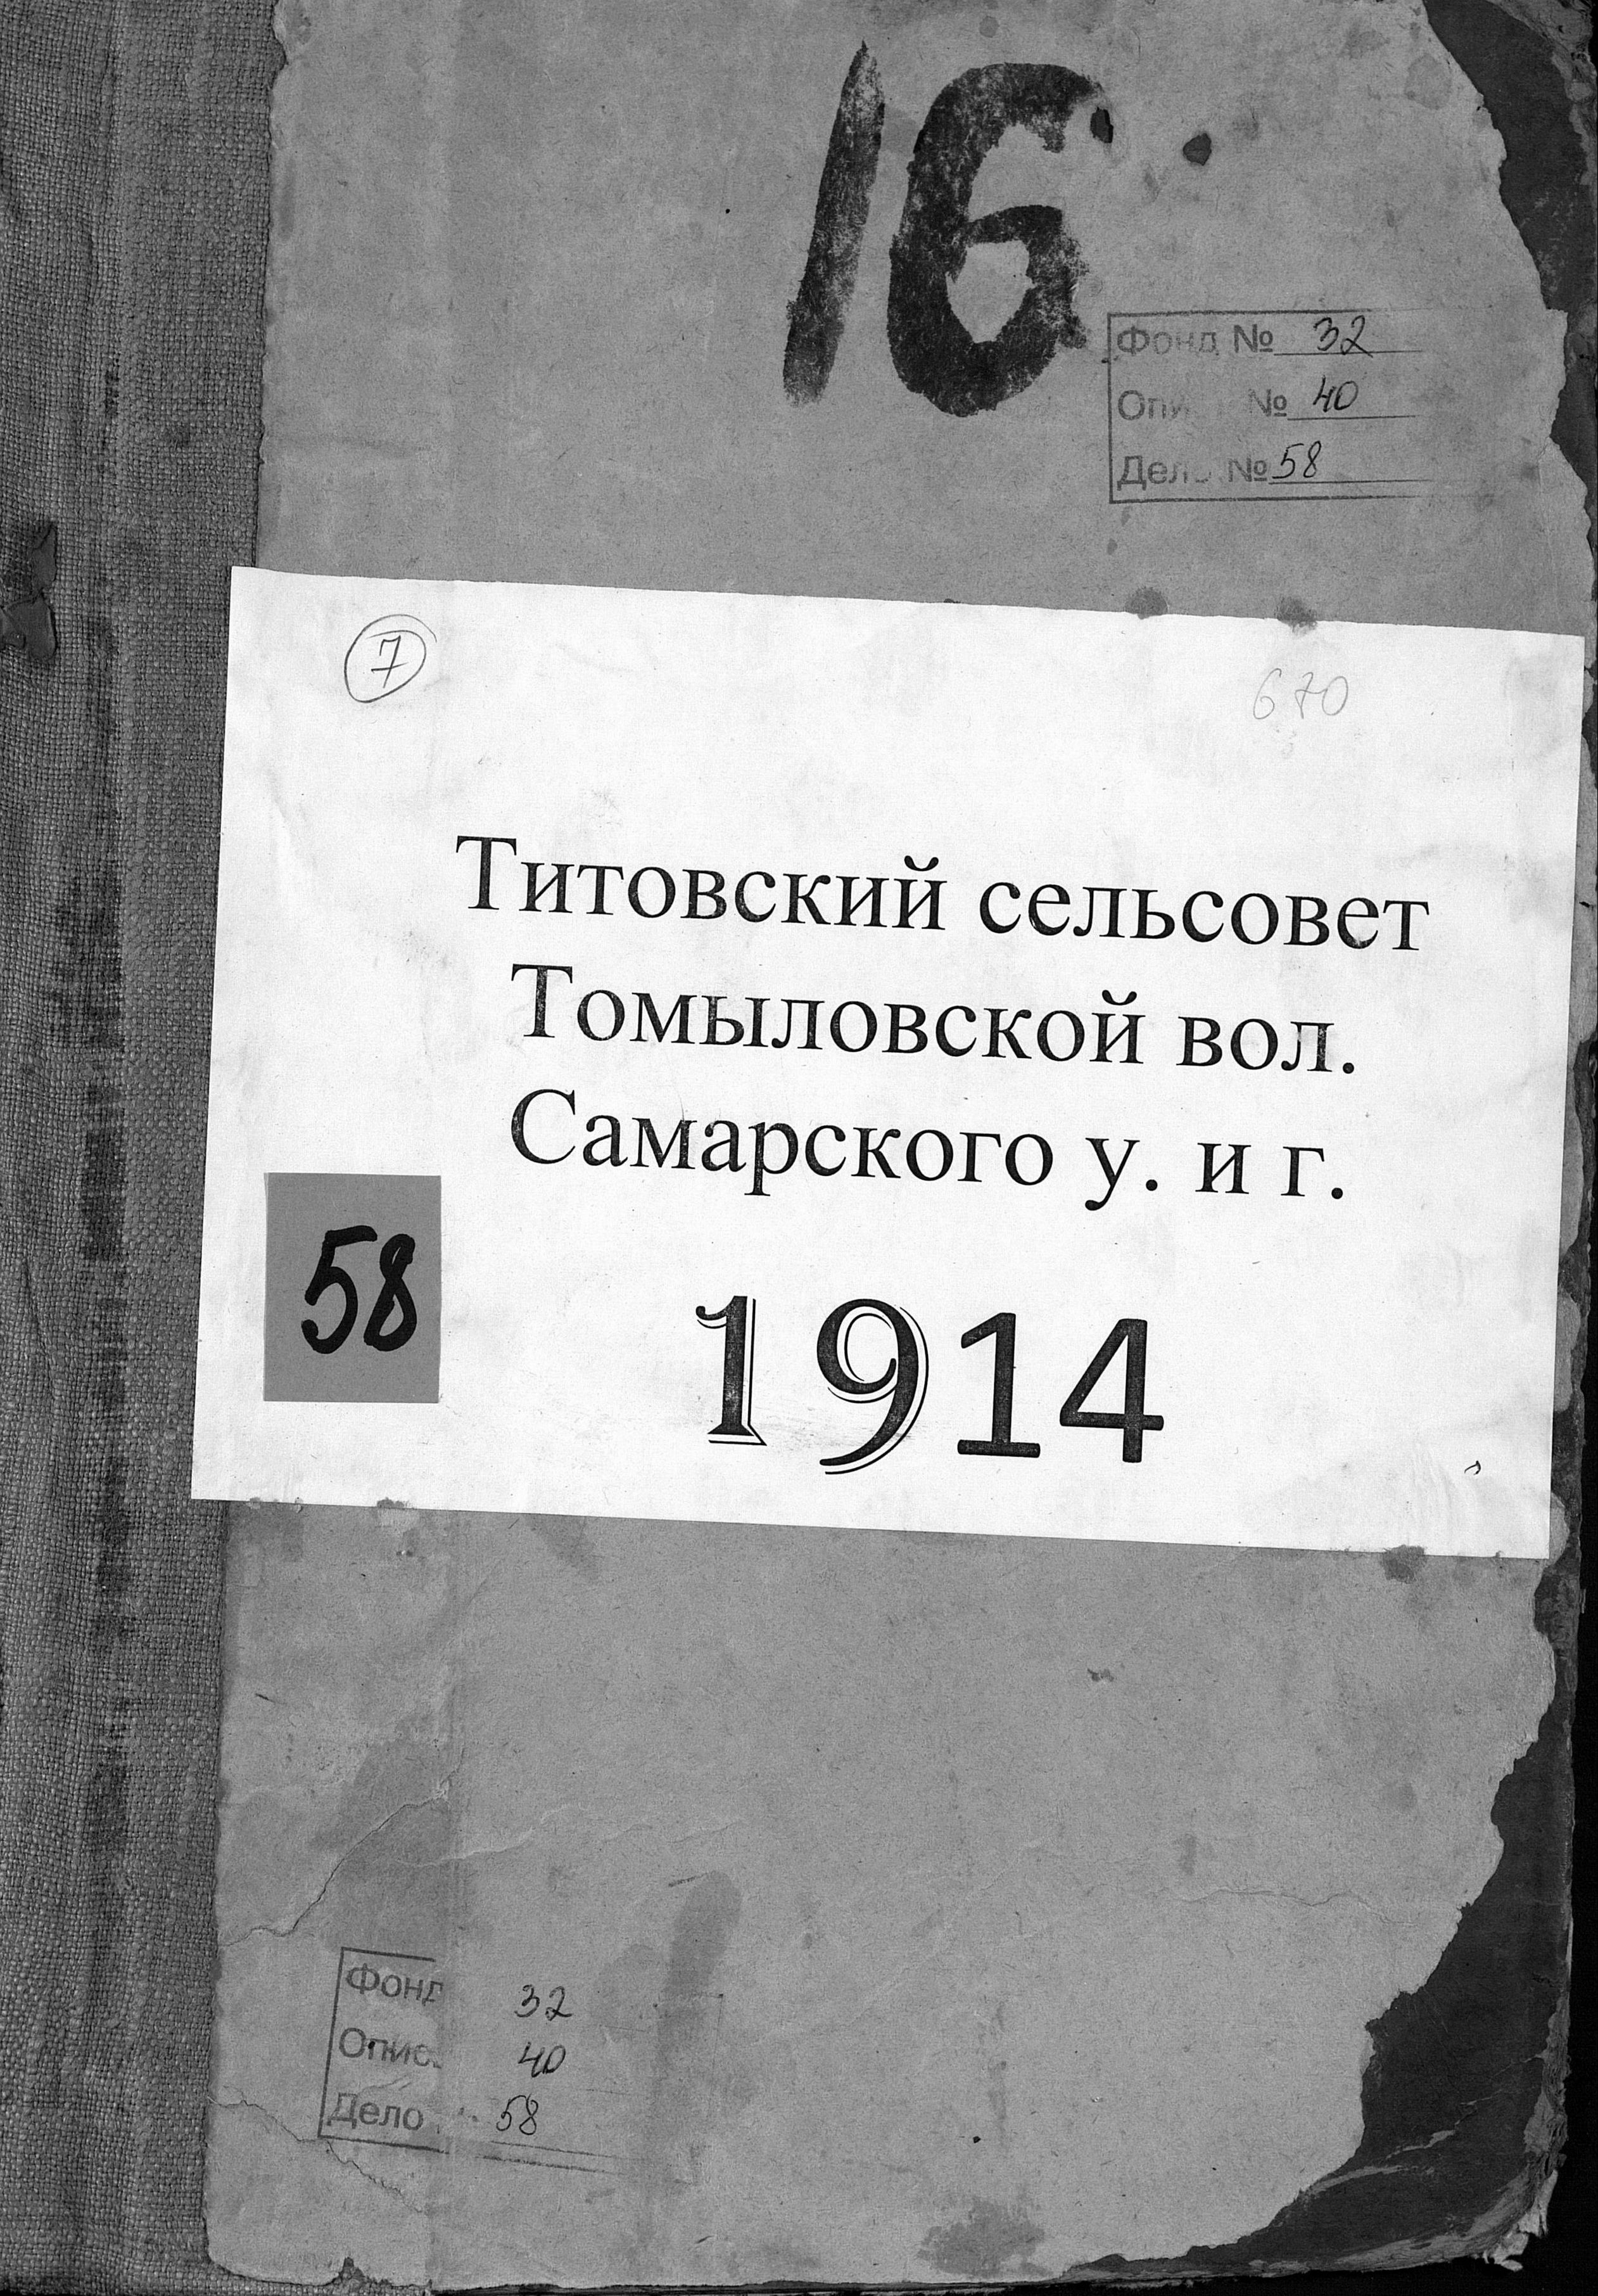 16
Фонд № 32
Опи № 40
Дело № 58
7
670
Титовский сельсовет
Томыловской вол.
Самарского у. и г.
58
1914
Фонд 32
Опис 40
Дело 58